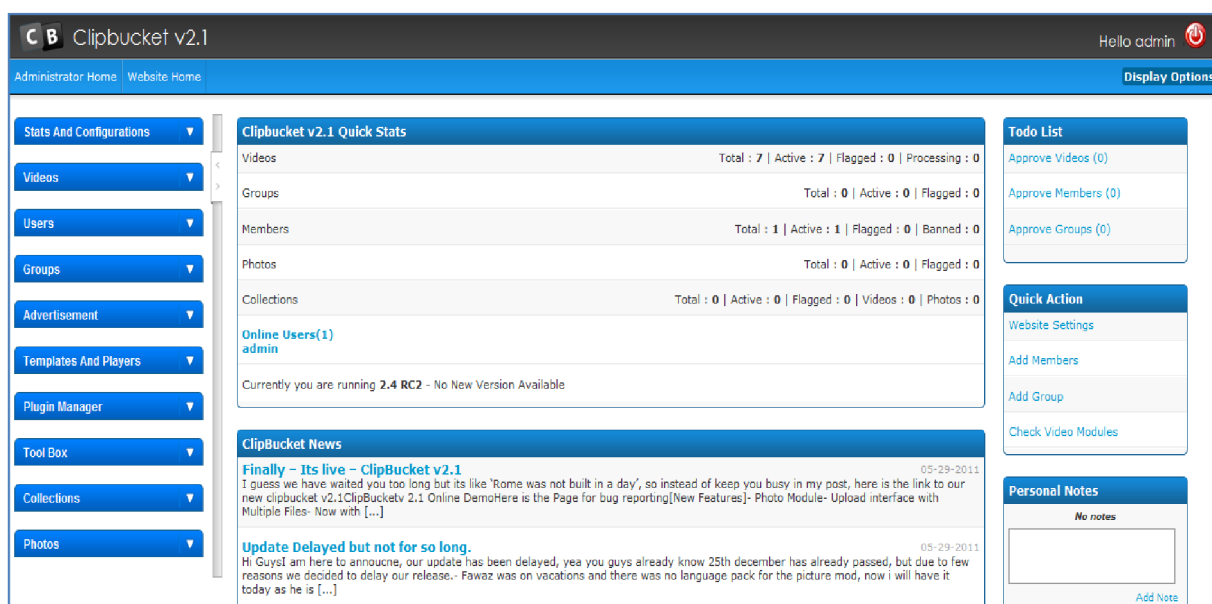 C B Clipbucket v2.1
Hello admin
Administrator Home Website Home
Display Options
Stats And Configurations
Videos
Users
Groups
Advertisement
Templates And Players
Plugin Manager
Tool Box
Collections
Photos
Clipbucket v2.1 Quick Stats
Videos Total : 7 | Active : 7 | Flagged : 0 | Processing : 0
Groups Total : 0 | Active : 0 | Flagged : 0
Members Total : 1 | Active : 1 | Flagged : 0 | Banned : 0
Photos Total : 0 | Active : 0 | Flagged : 0
Collections Total : 0 | Active : 0 | Flagged : 0 | Videos : 0 | Photos : 0
Online Users(1)
admin
Currently you are running 2.4 RC2 - No New Version Available
ClipBucket News
Finally – Its live – ClipBucket v2.1 05-29-2011
I guess we have waited you too long but its like ‘Rome was not built in a day’, so instead of keep you busy in my post, here is the link to our
new clipbucket v2.1ClipBucketv 2.1 Online DemoHere is the Page for bug reporting[New Features]- Photo Module- Upload interface with
Multiple Files- Now with [...]
Update Delayed but not for so long. 05-29-2011
Hi GuysI am here to annoucne, our update has been delayed, yea you guys already know 25th december has already passed, but due to few
reasons we decided to delay our release.- Fawaz was on vacations and there was no language pack for the picture mod, now i will have it
today as he is [...]
Todo List
Approve Videos (0)
Approve Members (0)
Approve Groups (0)
Quick Action
Website Settings
Add Members
Add Group
Check Video Modules
Personal Notes
No notes
Add Note